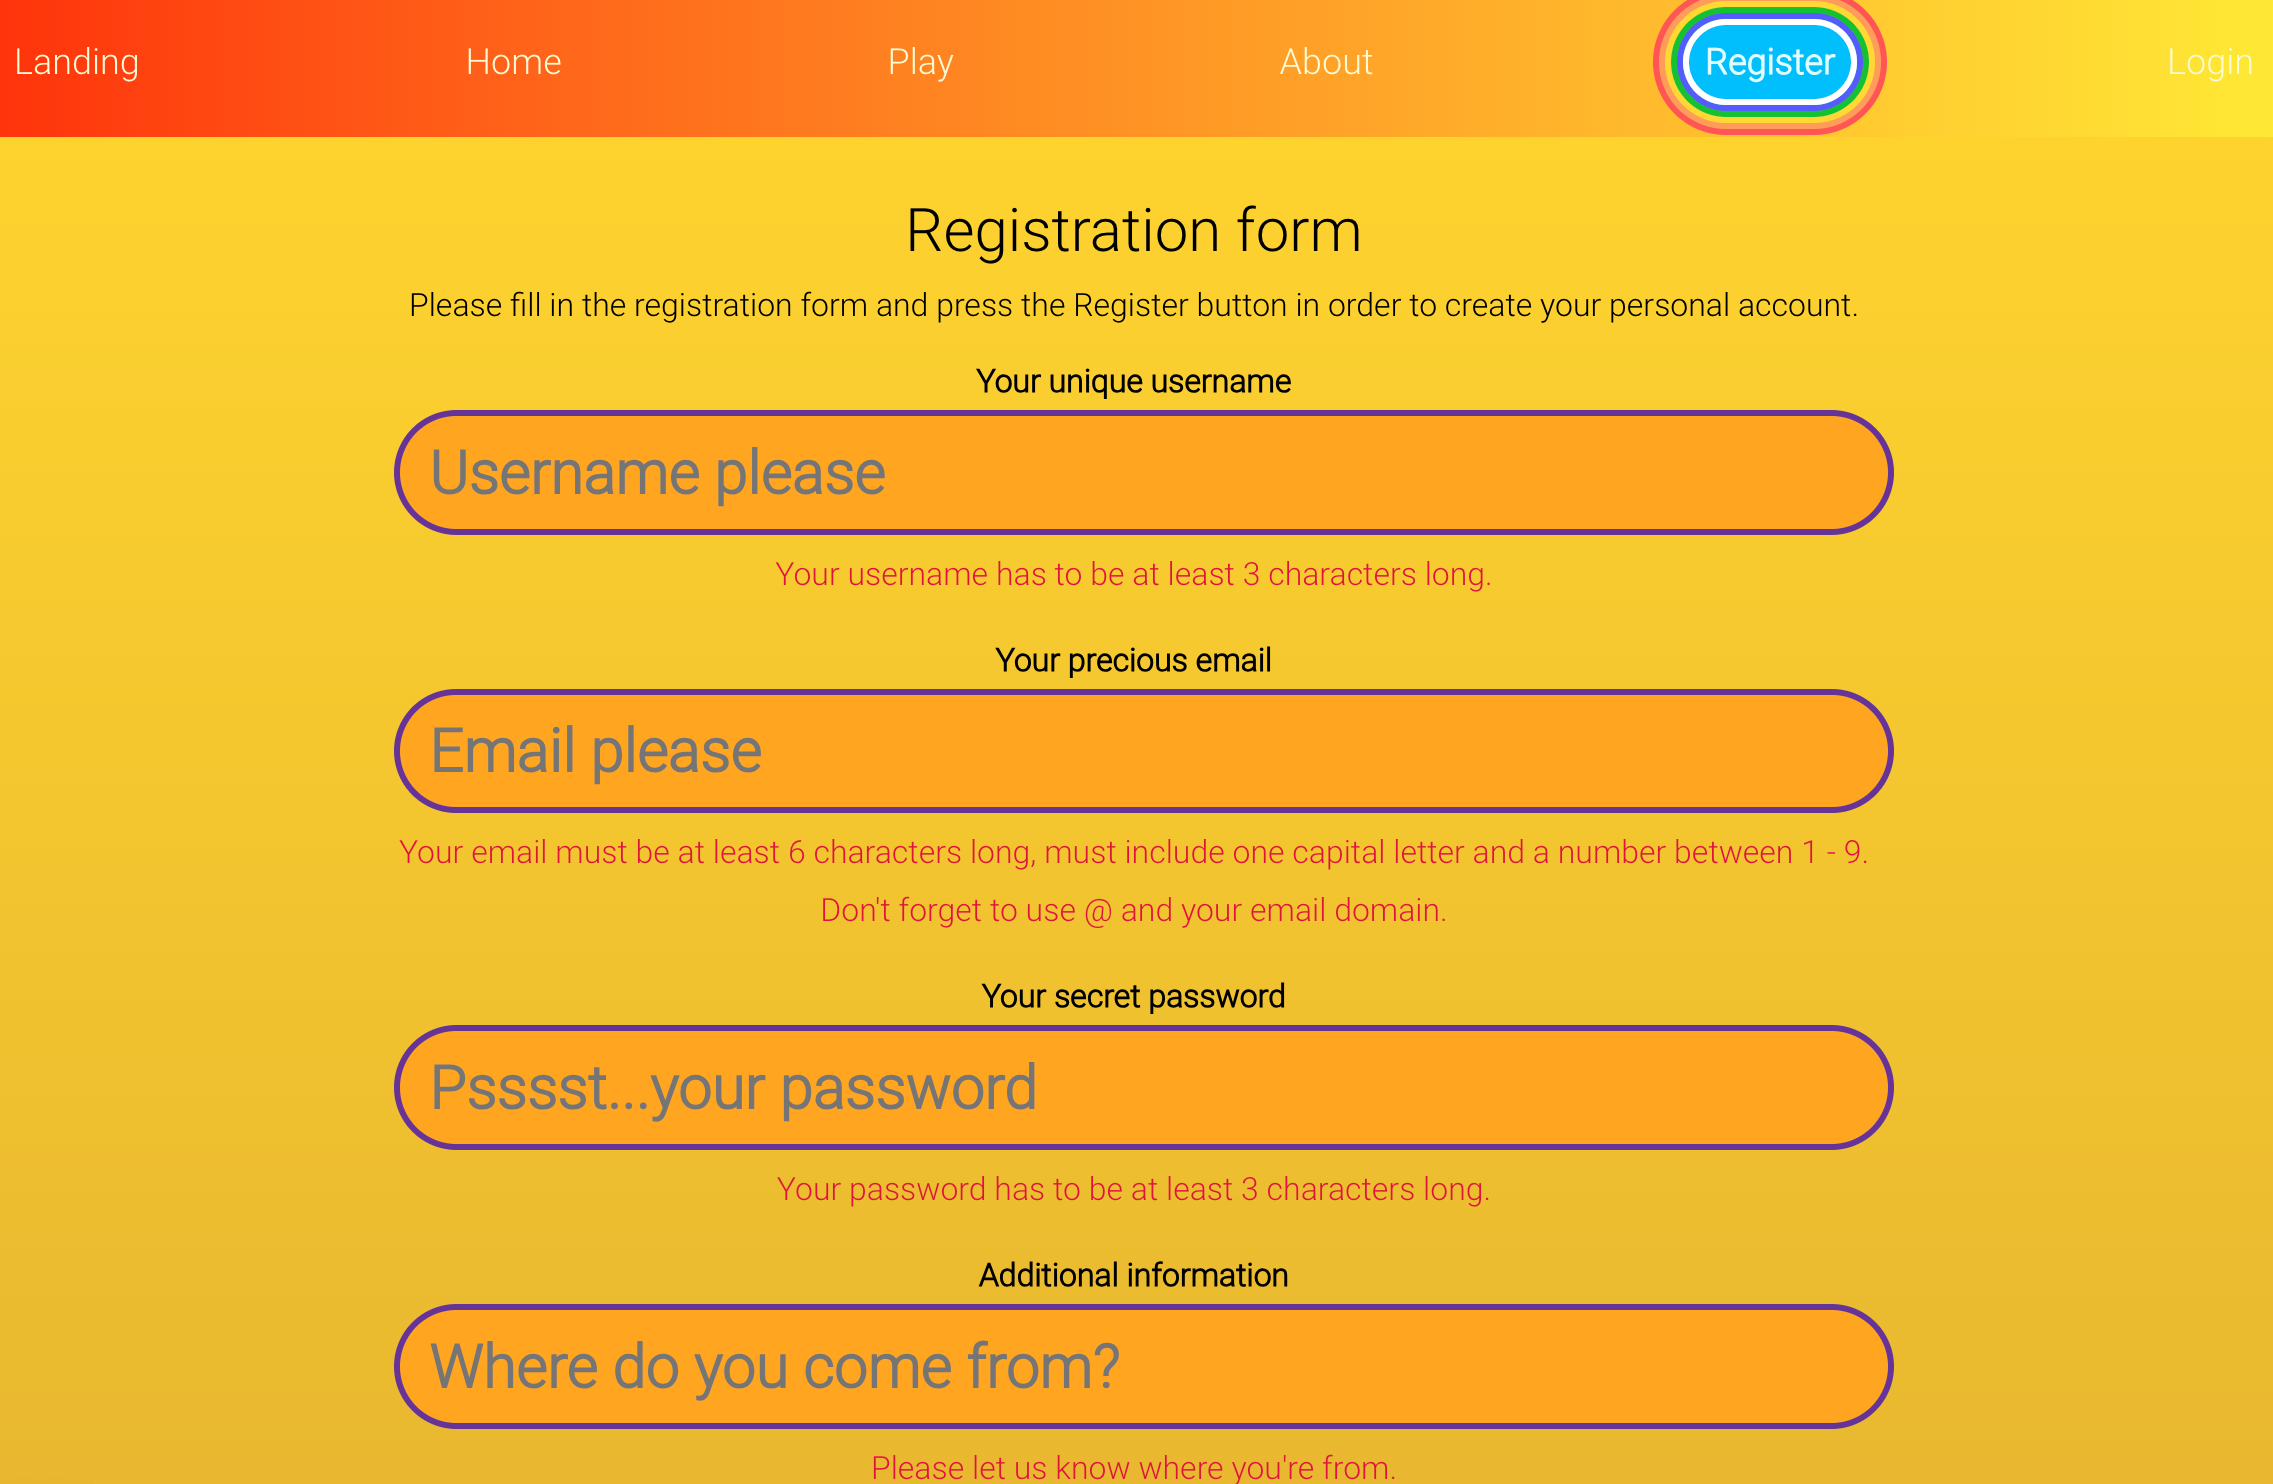 Landing Home Play About Register Login
Registration form
Please fill in the registration form and press the Register button in order to create your personal account.
Your unique username
Username please
Your username has to be at least 3 characters long.
Your precious email
Email please
Your email must be at least 6 characters long, must include one capital letter and a number between 1 - 9.
Don't forget to use @ and your email domain.
Your secret password
Psssst...your password
Your password has to be at least 3 characters long.
Additional information
Where do you come from?
Please let us know where you're from.